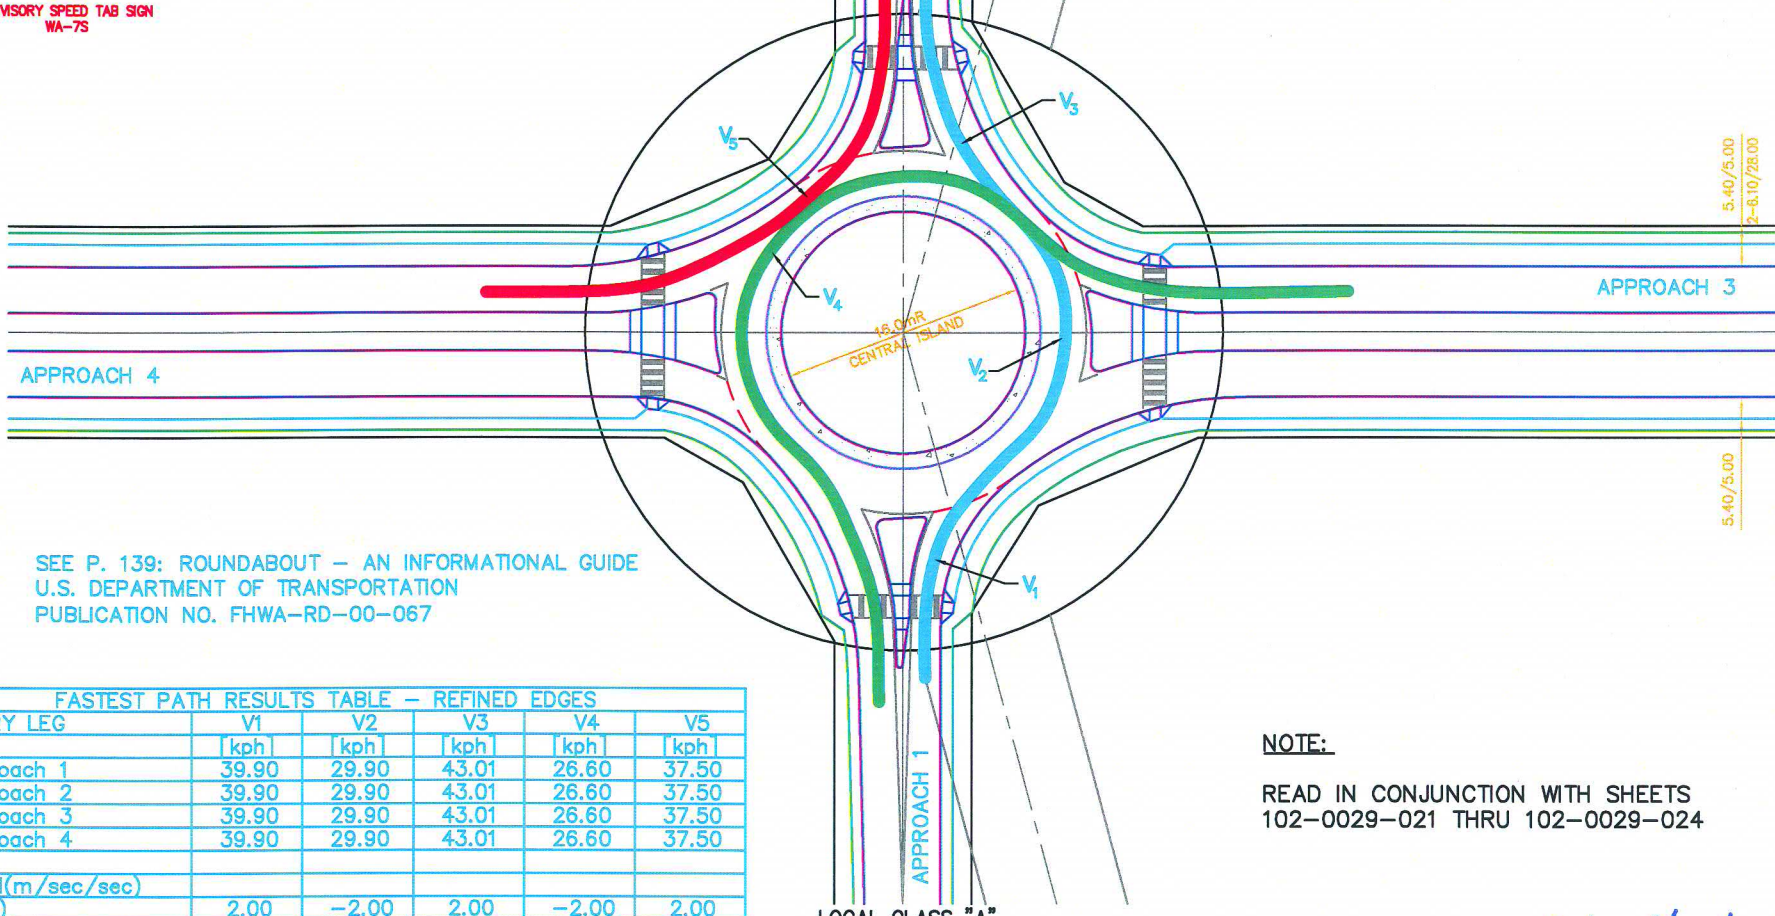 VISORY SPEED TAB SIGN
WA-7S
V3
V5
V4
V2
V1
16.0mR
CENTRAL ISLAND
5.40/5.00
2-6.10/28.00
APPROACH 3
APPROACH 4
5.40/5.00
SEE P. 139: ROUNDABOUT - AN INFORMATIONAL GUIDE
U.S. DEPARTMENT OF TRANSPORTATION
PUBLICATION NO. FHWA-RD-00-067
FASTEST PATH RESULTS TABLE - REFINED EDGES
Y LEG V1 V2 V3 V4 V5
[kph] [kph] [kph] [kph] [kph]
oach 1 39.90 29.90 43.01 26.60 37.50
oach 2 39.90 29.90 43.01 26.60 37.50
oach 3 39.90 29.90 43.01 26.60 37.50
oach 4 39.90 29.90 43.01 26.60 37.50
(m/sec/sec)
2.00 -2.00 2.00 -2.00 2.00
APPROACH 1
LOCAL CLASS "A"
NOTE:
READ IN CONJUNCTION WITH SHEETS
102-0029-021 THRU 102-0029-024